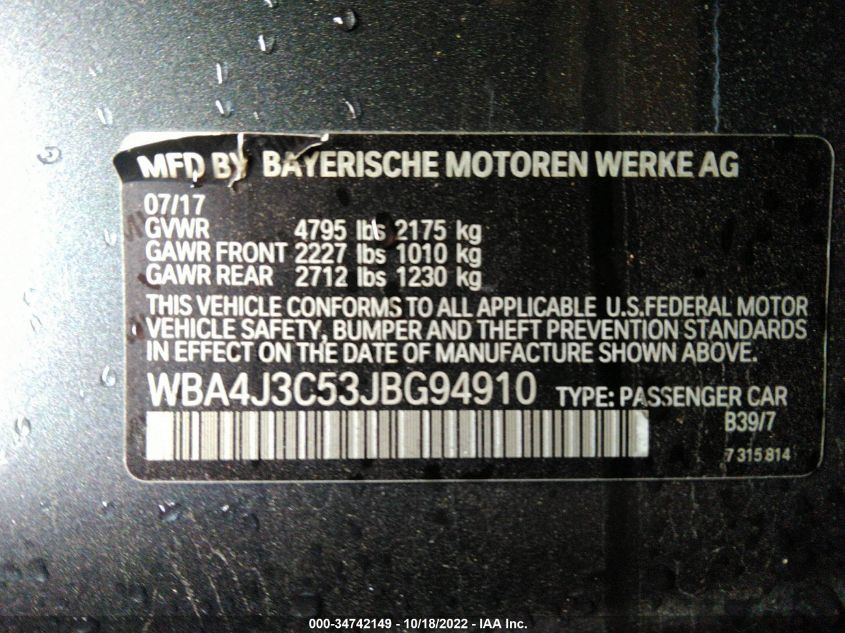 MFD BY BAYERISCHE MOTOREN WERKE AG
07/17
GVWR 4795 lbs 2175 kg
GAWR FRONT 2227 lbs 1010 kg
GAWR REAR 2712 lbs 1230 kg
THIS VEHICLE CONFORMS TO ALL APPLICABLE U.S.FEDERAL MOTOR
VEHICLE SAFETY, BUMPER AND THEFT PREVENTION STANDARDS
IN EFFECT ON THE DATE OF MANUFACTURE SHOWN ABOVE.
WBA4J3C53JBG94910 TYPE: PASSENGER CAR
B39/7
7 315 814
000-34742149 - 10/18/2022 - IAA Inc.